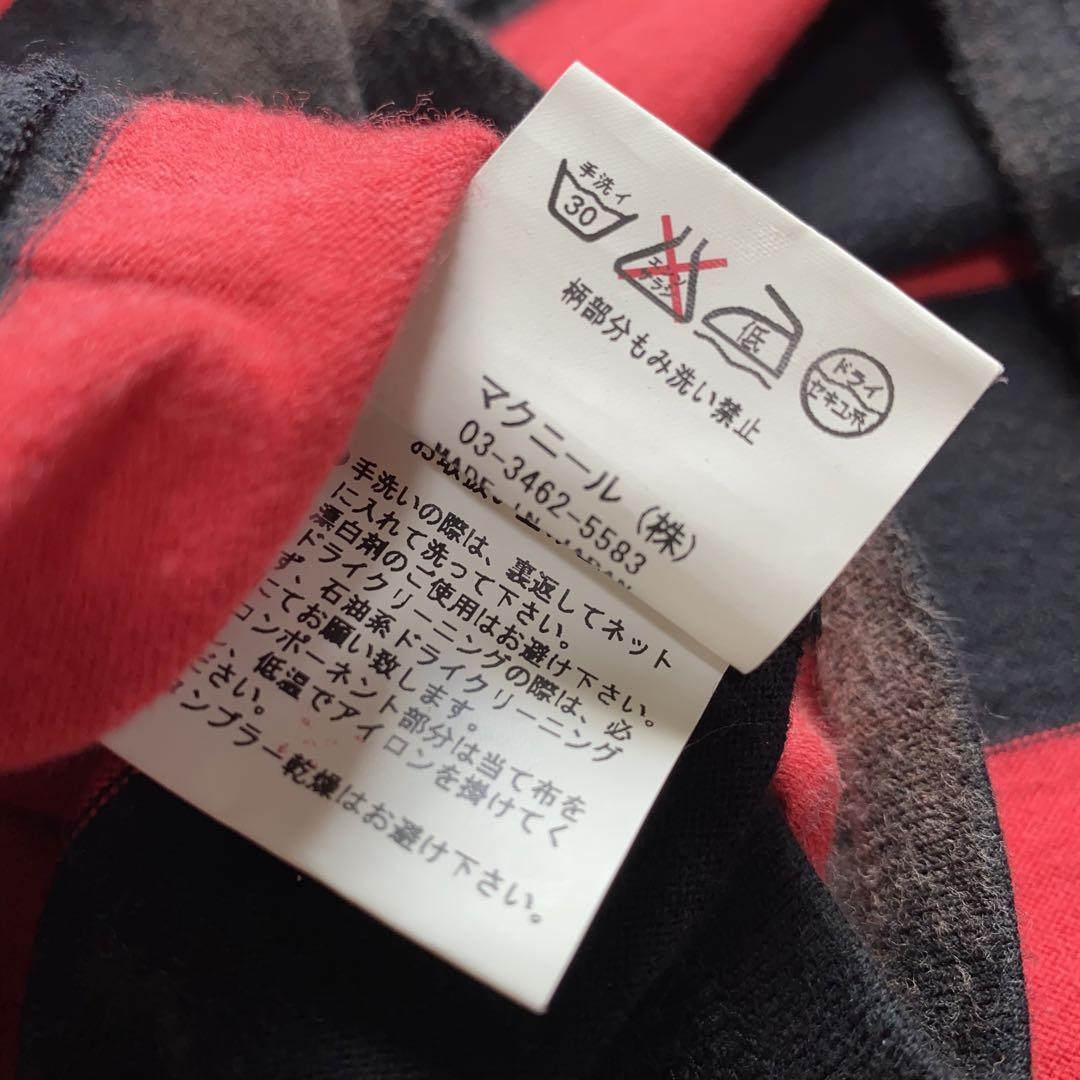 手洗イ
30
エンソ
サラシ
低
ドライ
セキユ系
柄部分もみ洗い禁止
マクニール（株）
03-3462-5583
MADE IN JAPAN
手洗いの際は、裏返してネット
に入れて洗って下さい。
漂白剤のご使用はお避け下さい。
ドライクリーニングの際は、必
ず、石油系ドライクリーニング
にてお願い致します。
コンポーネント部分は当て布を
し、低温でアイロンを掛けてく
ださい。
タンブラー乾燥はお避け下さい。